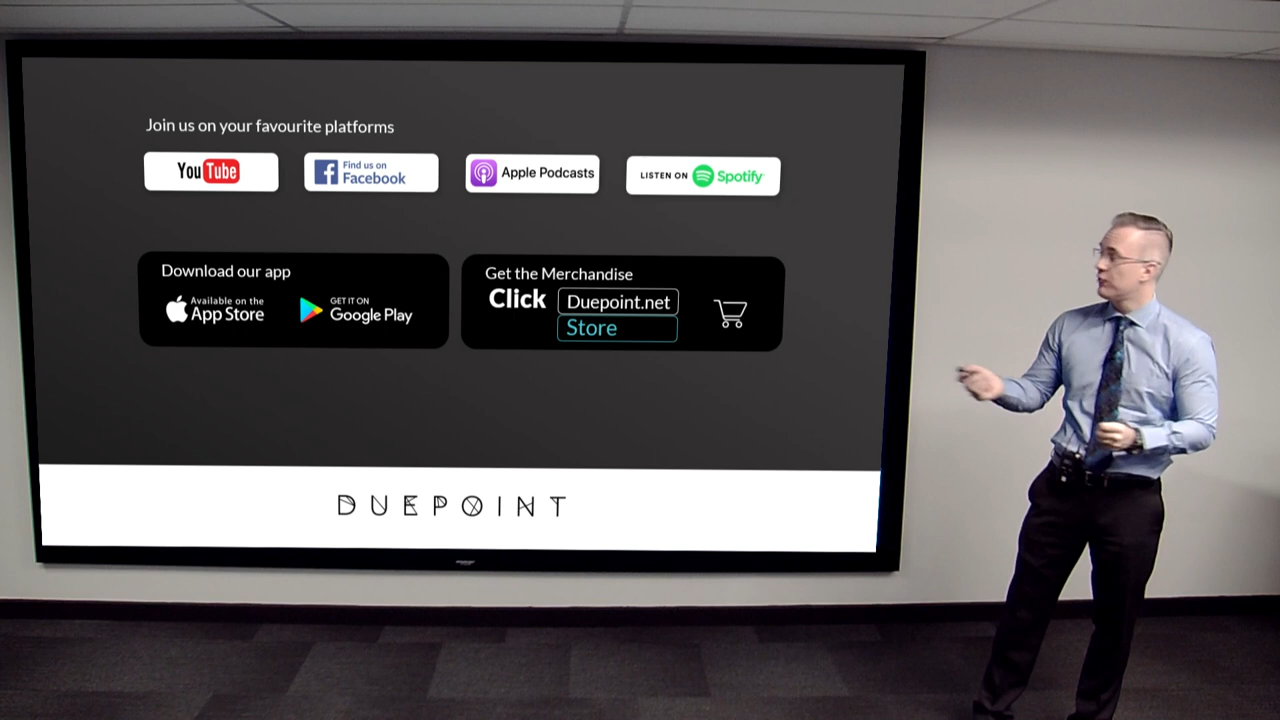 Join us on your favourite platforms
YouTube
Find us on
Facebook
Apple Podcasts
LISTEN ON Spotify
Download our app
Available on the
App Store
GET IT ON
Google Play
Get the Merchandise
Click Duepoint.net
Store
DUEPOINT